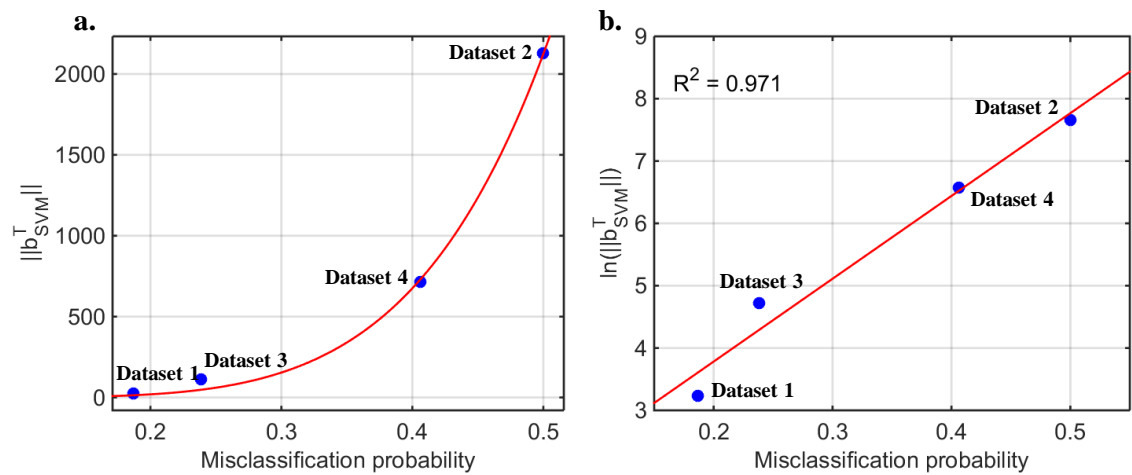 a.
2000
1500
1000
500
0
0.2
0.3
0.4
0.5
||b^T_SVM||
Misclassification probability
Dataset 2
Dataset 4
Dataset 3
Dataset 1
b.
9
8
7
6
5
4
3
0.2
0.3
0.4
0.5
ln(||b^T_SVM||)
Misclassification probability
R^2 = 0.971
Dataset 2
Dataset 4
Dataset 3
Dataset 1